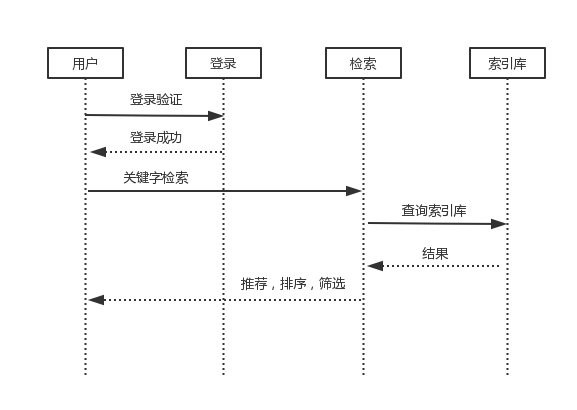 用户
登录
检索
索引库
登录验证
登录成功
关键字检索
查询索引库
结果
推荐，排序，筛选